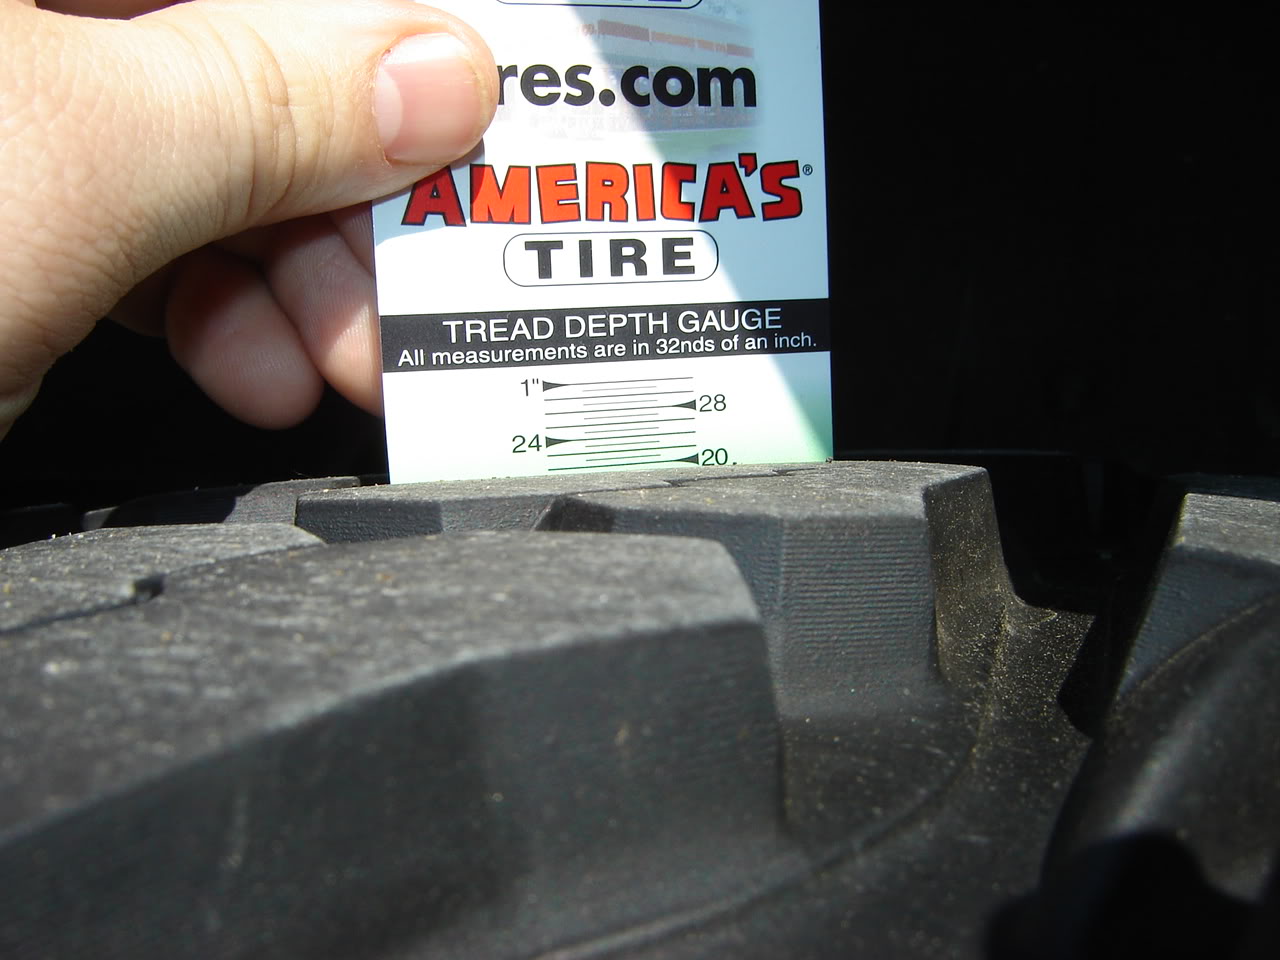 res.com
AMERICA'S®
TIRE
TREAD DEPTH GAUGE
All measurements are in 32nds of an inch.
1"
28
24
20